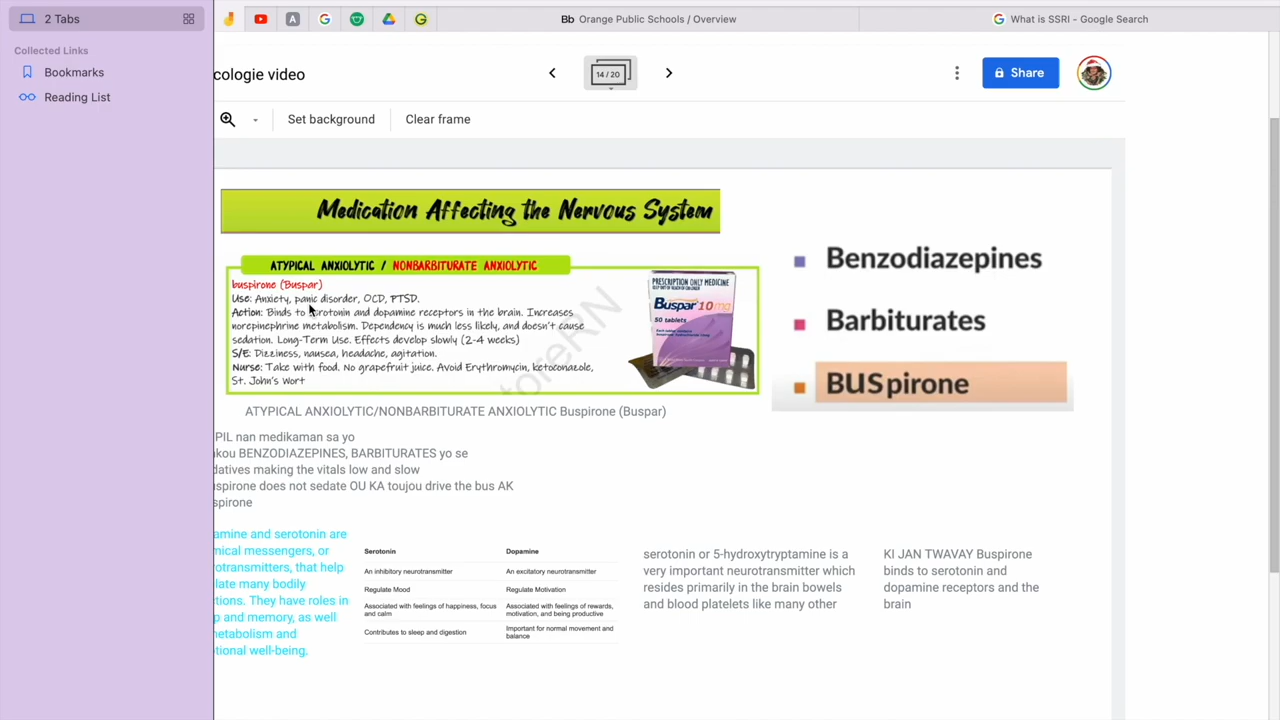 2 Tabs
Collected Links
Bookmarks
Reading List
Bb Orange Public Schools / Overview
What is SSRI - Google Search
cologie video
14 / 20
Share
Set background
Clear frame
Medication Affecting the Nervous System
ATYPICAL ANXIOLYTIC / NONBARBITURATE ANXIOLYTIC
buspirone (Buspar)
Use: Anxiety, panic disorder, OCD, PTSD.
Action: Binds to serotonin and dopamine receptors in the brain. Increases
norepinephrine metabolism. Dependency is much less likely, and doesn't cause
sedation. Long-Term Use. Effects develop slowly (2-4 weeks)
S/E: Dizziness, nausea, headache, agitation.
Nurse: Take with food. No grapefruit juice. Avoid Erythromycin, ketoconazole,
St. John's Wort
PRESCRIPTION ONLY MEDICINE
Buspar 10 mg
50 tablets
toreRN
Benzodiazepines
Barbiturates
BUSpirone
ATYPICAL ANXIOLYTIC/NONBARBITURATE ANXIOLYTIC Buspirone (Buspar)
PIL nan medikaman sa yo
kou BENZODIAZEPINES, BARBITURATES yo se
datives making the vitals low and slow
spirone does not sedate OU KA toujou drive the bus AK
spirone
amine and serotonin are
mical messengers, or
otransmitters, that help
late many bodily
tions. They have roles in
p and memory, as well
netabolism and
tional well-being.
Serotonin Dopamine
An inhibitory neurotransmitter An excitatory neurotransmitter
Regulate Mood Regulate Motivation
Associated with feelings of happiness, focus Associated with feelings of rewards,
and calm motivation, and being productive
Contributes to sleep and digestion Important for normal movement and
balance
serotonin or 5-hydroxytryptamine is a
very important neurotransmitter which
resides primarily in the brain bowels
and blood platelets like many other
KI JAN TWAVAY Buspirone
binds to serotonin and
dopamine receptors and the
brain